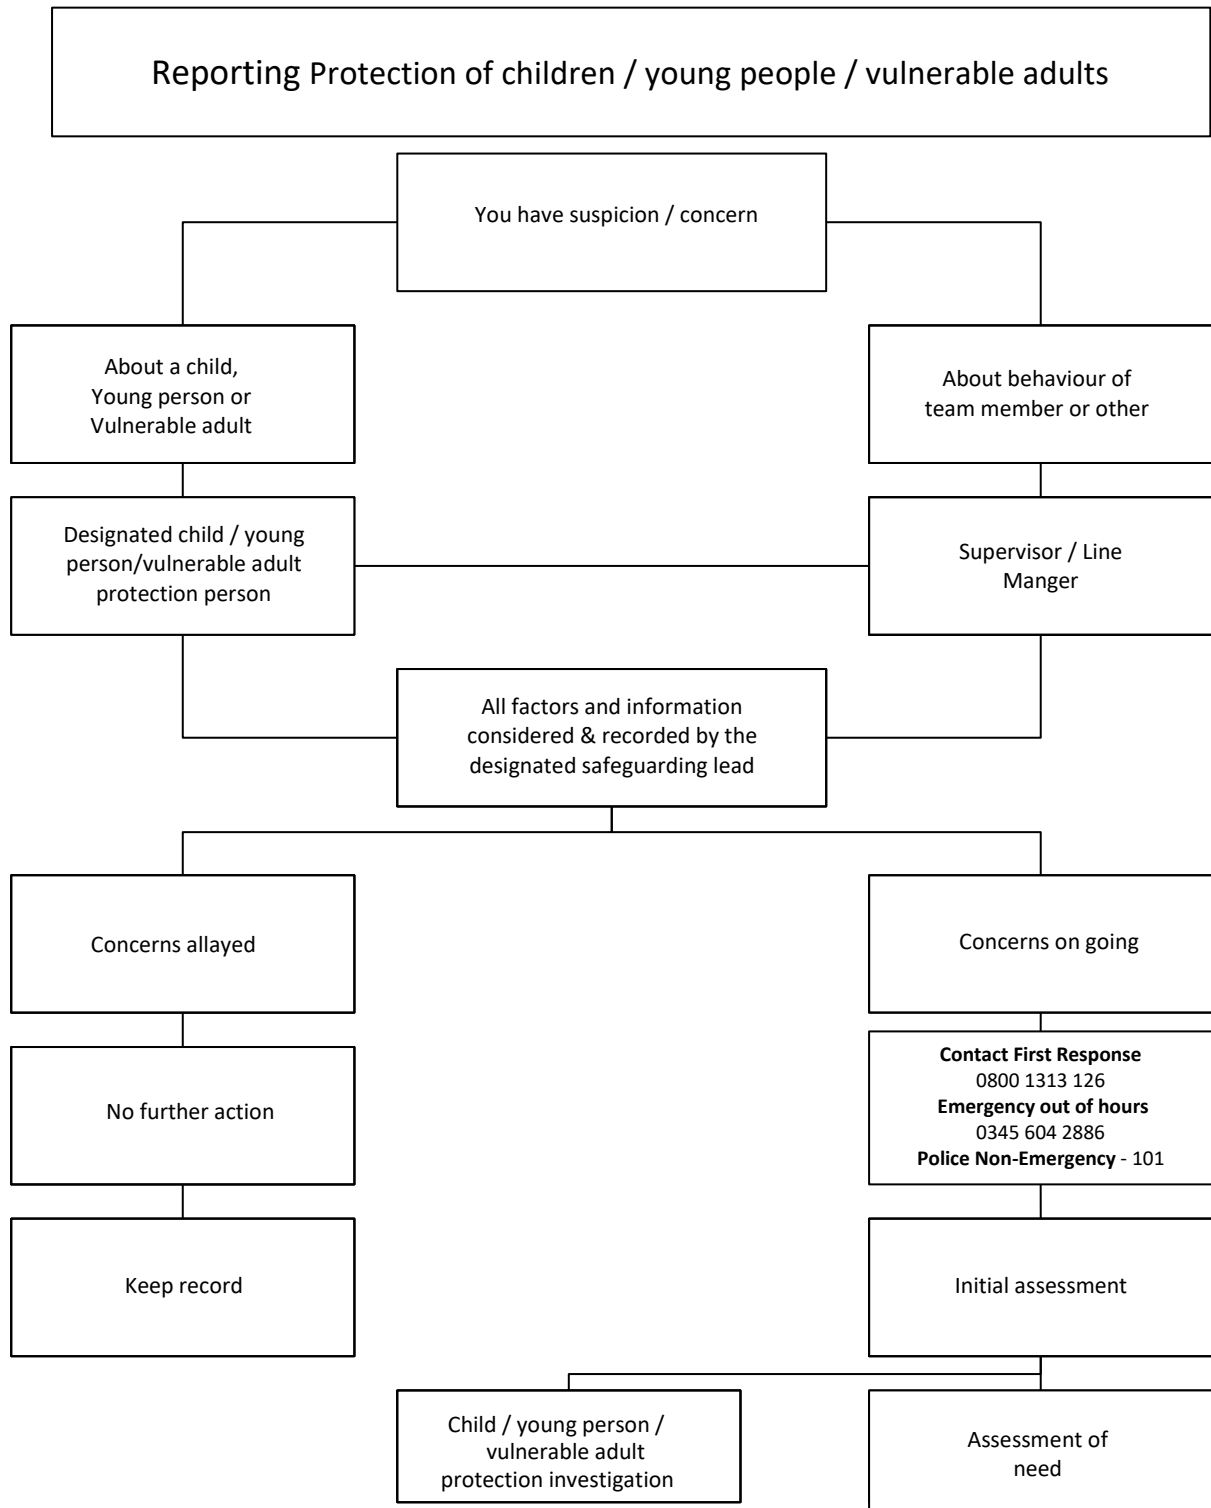 Reporting Protection of children / young people / vulnerable adults
You have suspicion / concern
About a child,
Young person or
Vulnerable adult
About behaviour of
team member or other
Designated child / young
person/vulnerable adult
protection person
Supervisor / Line
Manger
All factors and information
considered & recorded by the
designated safeguarding lead
Concerns allayed
Concerns on going
No further action
Contact First Response
0800 1313 126
Emergency out of hours
0345 604 2886
Police Non-Emergency - 101
Keep record
Initial assessment
Child / young person /
vulnerable adult
protection investigation
Assessment of
need